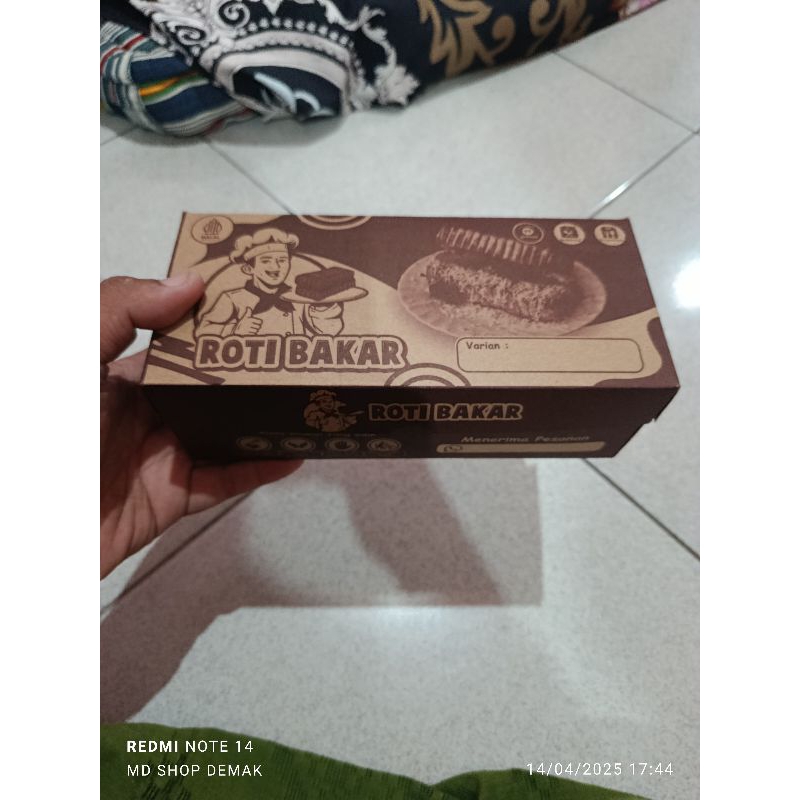 ROTI BAKAR
Varian :
ROTI BAKAR
Menerima Pesanan
REDMI NOTE 14
MD SHOP DEMAK
14/04/2025 17:44